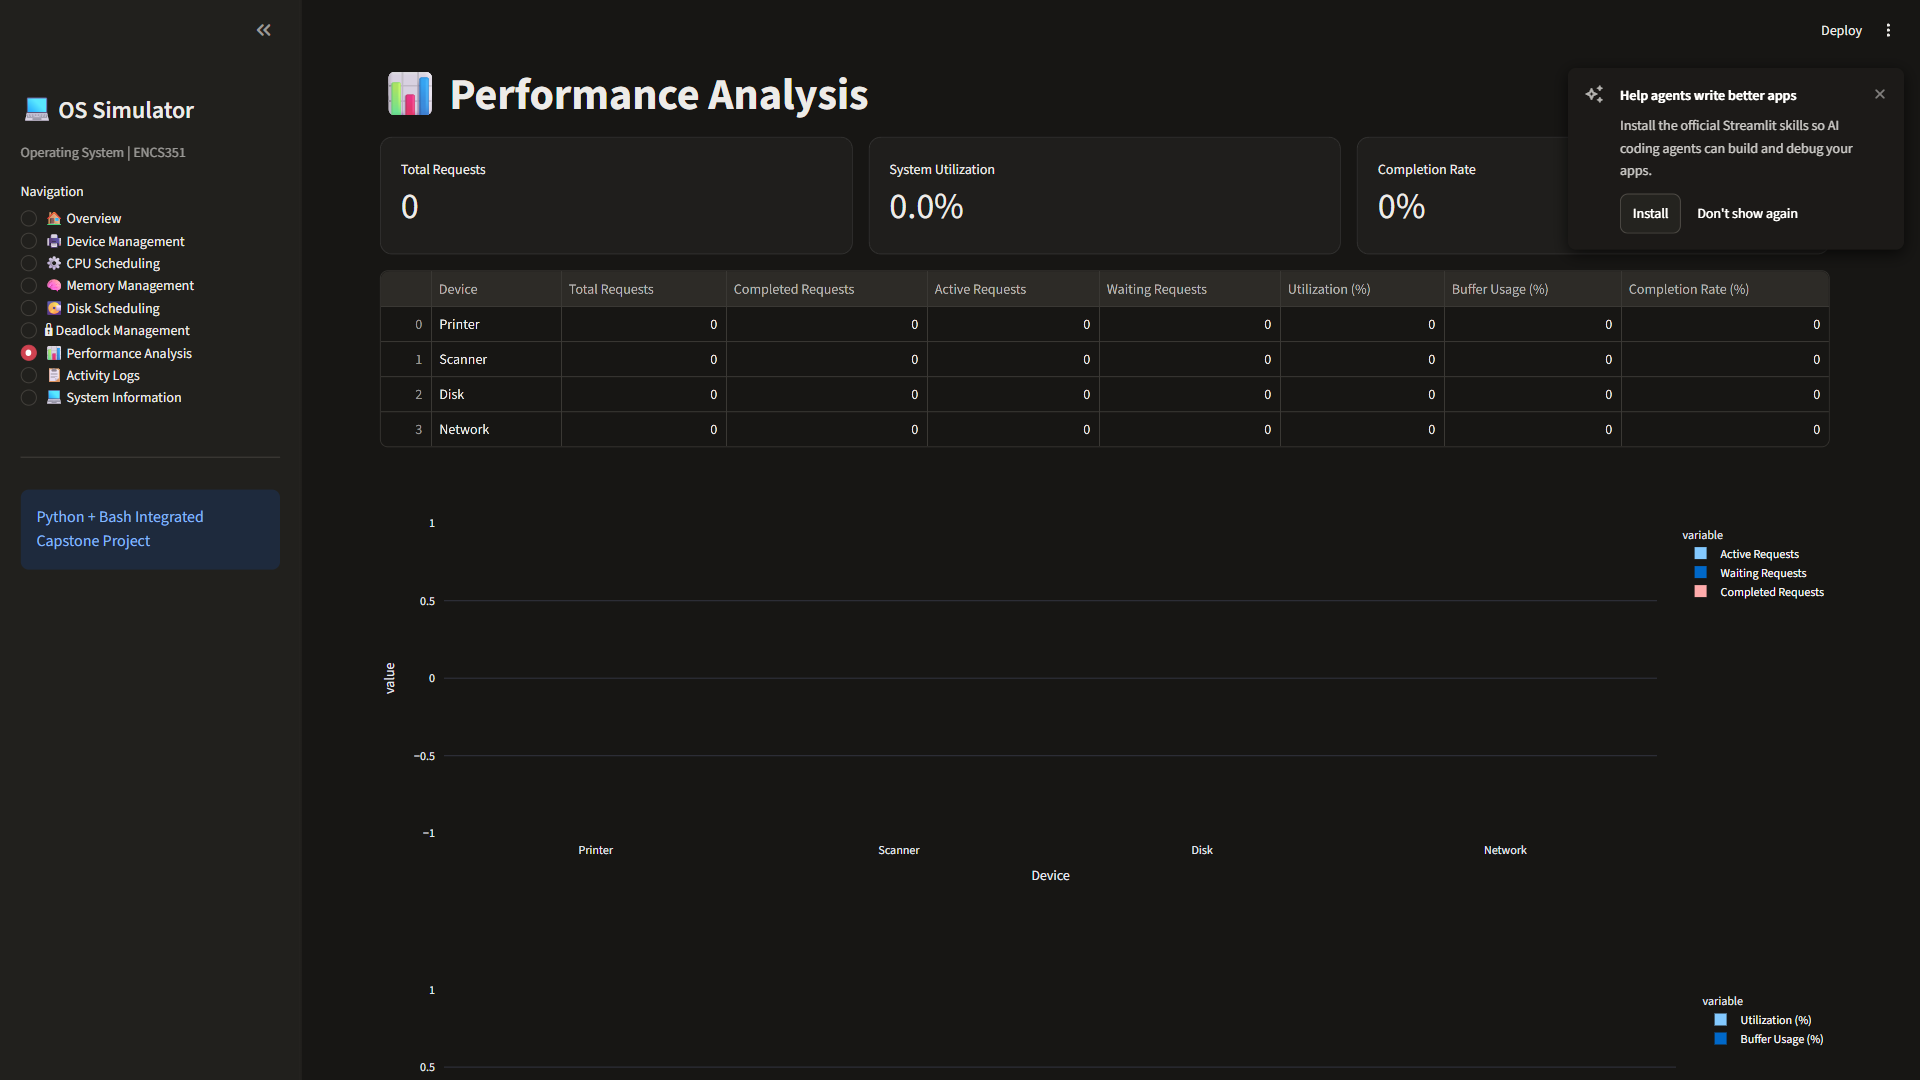 Deploy
OS Simulator
Operating System | ENCS351
Navigation
Overview
Device Management
CPU Scheduling
Memory Management
Disk Scheduling
Deadlock Management
Performance Analysis
Activity Logs
System Information
Python + Bash Integrated
Capstone Project
Performance Analysis
Total Requests
0
System Utilization
0.0%
Completion Rate
0%
Help agents write better apps
Install the official Streamlit skills so AI
coding agents can build and debug your
apps.
Install Don't show again
Device Total Requests Completed Requests Active Requests Waiting Requests Utilization (%) Buffer Usage (%) Completion Rate (%)
0 Printer 0 0 0 0 0 0 0
1 Scanner 0 0 0 0 0 0 0
2 Disk 0 0 0 0 0 0 0
3 Network 0 0 0 0 0 0 0
1
0.5
0
−0.5
−1
value
Printer Scanner Disk Network
Device
variable
Active Requests
Waiting Requests
Completed Requests
1
0.5
variable
Utilization (%)
Buffer Usage (%)